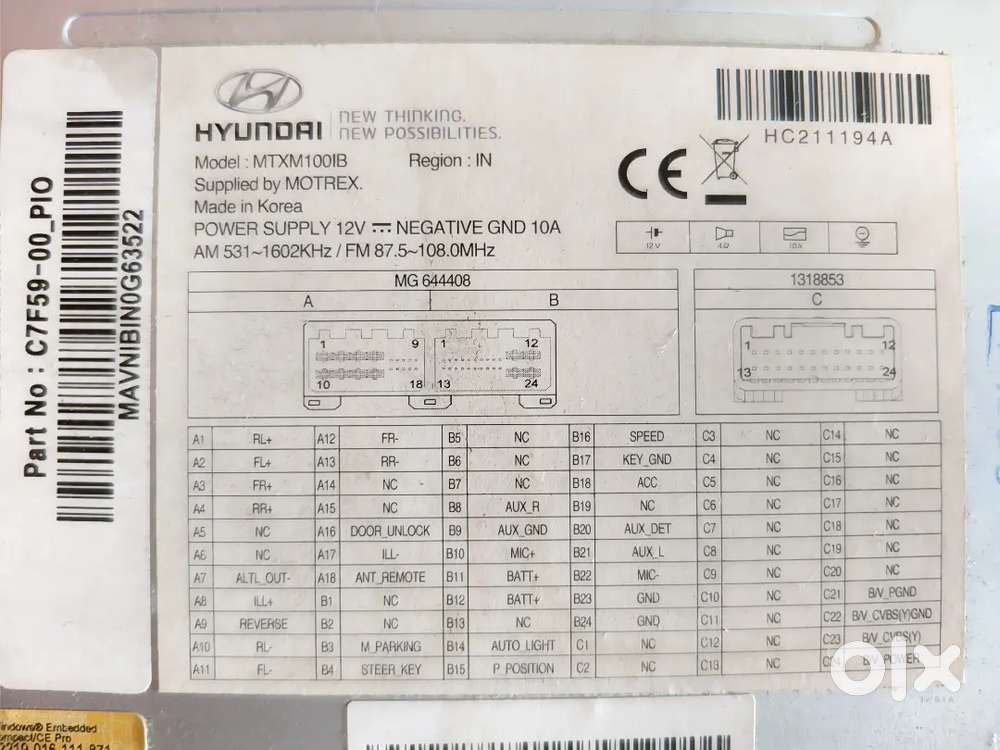 Part No : C7F59-00_PIO
MAVNIBIN0G63522
HYUNDAI
NEW THINKING.
NEW POSSIBILITIES.
Model : MTXM100IB Region : IN
Supplied by MOTREX.
Made in Korea
POWER SUPPLY 12V NEGATIVE GND 10A
AM 531~1602KHz / FM 87.5~108.0MHz
HC211194A
CE
12V 4Ω 10A
MG 644408
A B
1 9 1 12
10 18 13 24
1318853
C
1 12
13 24
A1 RL+ A12 FR- B5 NC B16 SPEED C3 NC C14 NC
A2 FL+ A13 RR- B6 NC B17 KEY_GND C4 NC C15 NC
A3 FR+ A14 NC B7 NC B18 ACC C5 NC C16 NC
A4 RR+ A15 NC B8 AUX_R B19 NC C6 NC C17 NC
A5 NC A16 DOOR_UNLOCK B9 AUX_GND B20 AUX_DET C7 NC C18 NC
A6 NC A17 ILL- B10 MIC+ B21 AUX_L C8 NC C19 NC
A7 ALTL_OUT- A18 ANT_REMOTE B11 BATT+ B22 MIC- C9 NC C20 NC
A8 ILL+ B1 NC B12 BATT+ B23 GND C10 NC C21 B/V_PGND
A9 REVERSE B2 NC B13 NC B24 GND C11 NC C22 B/V_CVBS(Y)GND
A10 RL- B3 M_PARKING B14 AUTO_LIGHT C1 NC C12 NC C23 B/V_CVBS(Y)
A11 FL- B4 STEER_KEY B15 P_POSITION C2 NC C13 NC C24 B/V_POWER
olx
INDIA
Windows® Embedded
Compact/CE Pro